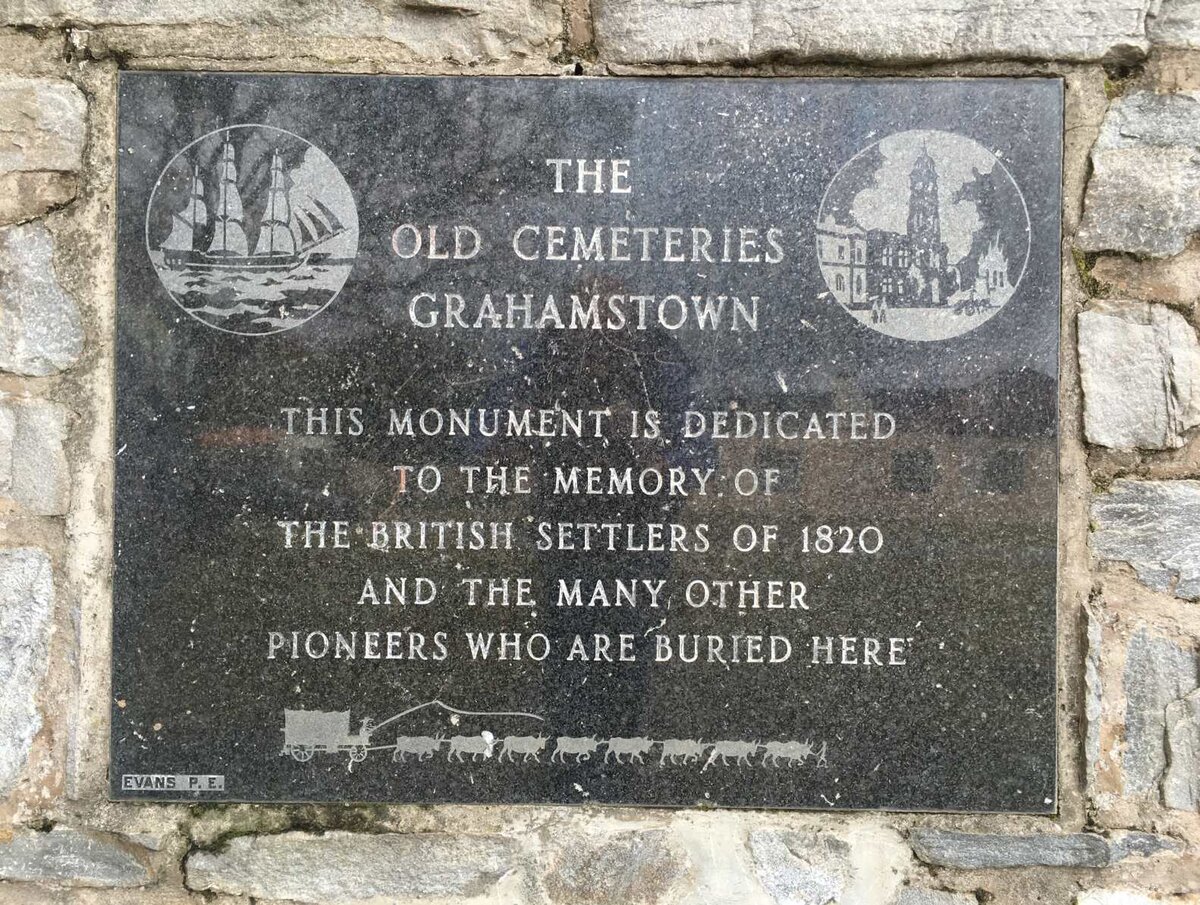 THE
OLD CEMETERIES
GRAHAMSTOWN
THIS MONUMENT IS DEDICATED
TO THE MEMORY OF
THE BRITISH SETTLERS OF 1820
AND THE MANY OTHER
PIONEERS WHO ARE BURIED HERE
EVANS P. E.